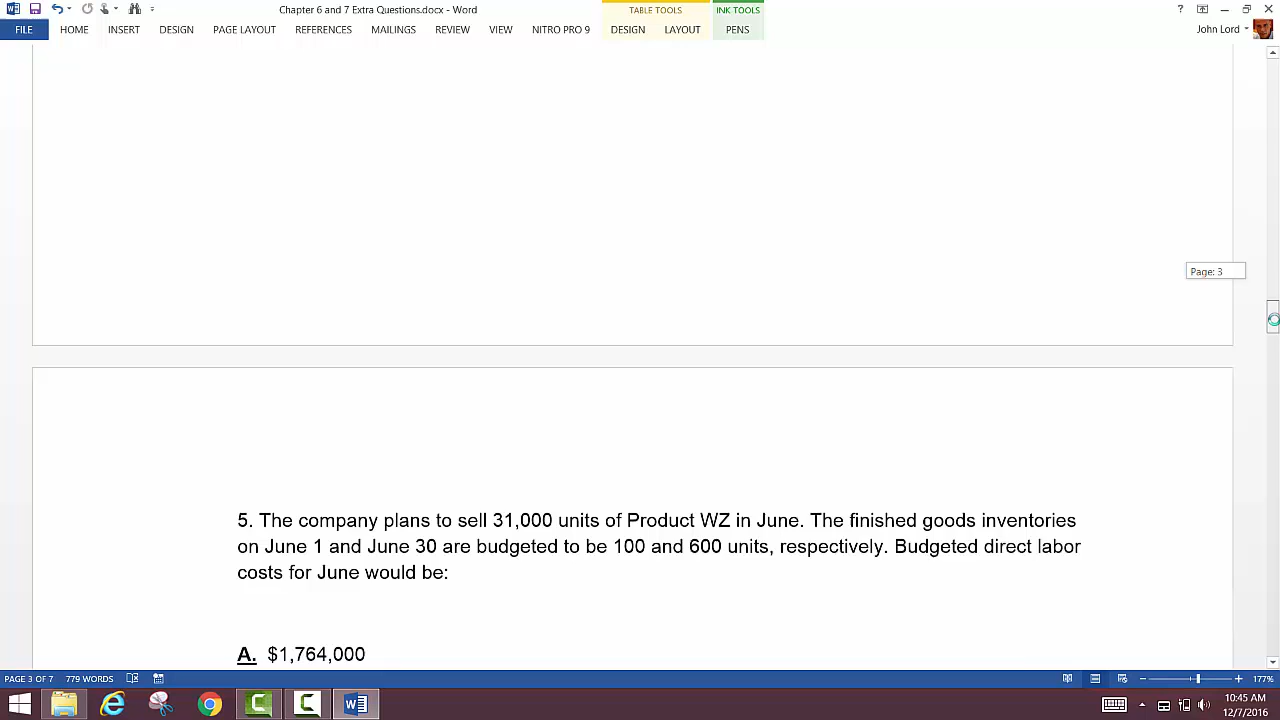 Chapter 6 and 7 Extra Questions.docx - Word
TABLE TOOLS
INK TOOLS
?
FILE
HOME
INSERT
DESIGN
PAGE LAYOUT
REFERENCES
MAILINGS
REVIEW
VIEW
NITRO PRO 9
DESIGN
LAYOUT
PENS
John Lord
Page: 3
5. The company plans to sell 31,000 units of Product WZ in June. The finished goods inventories
on June 1 and June 30 are budgeted to be 100 and 600 units, respectively. Budgeted direct labor
costs for June would be:
A. $1,764,000
PAGE 3 OF 7
779 WORDS
177%
10:45 AM
12/7/2016